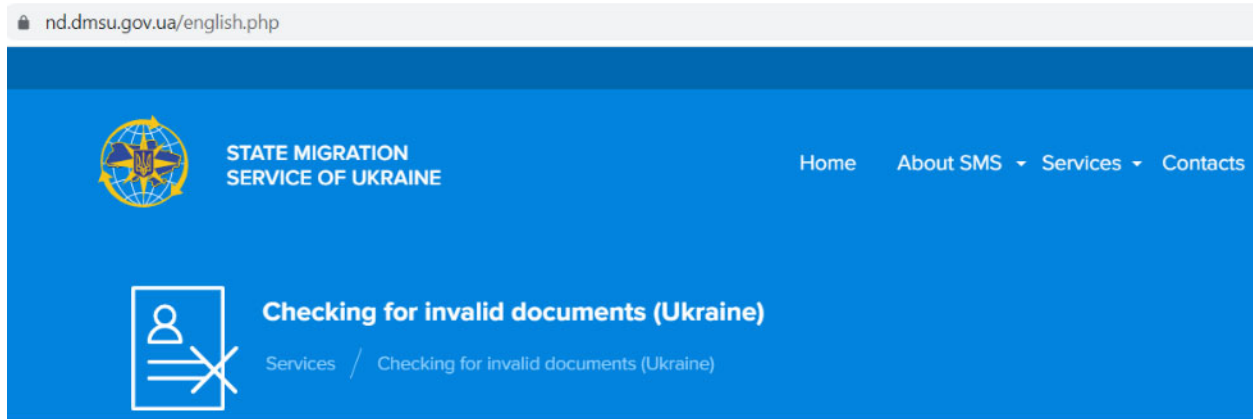 nd.dmsu.gov.ua/english.php
STATE MIGRATION
SERVICE OF UKRAINE
Home About SMS Services Contacts
Checking for invalid documents (Ukraine)
Services / Checking for invalid documents (Ukraine)